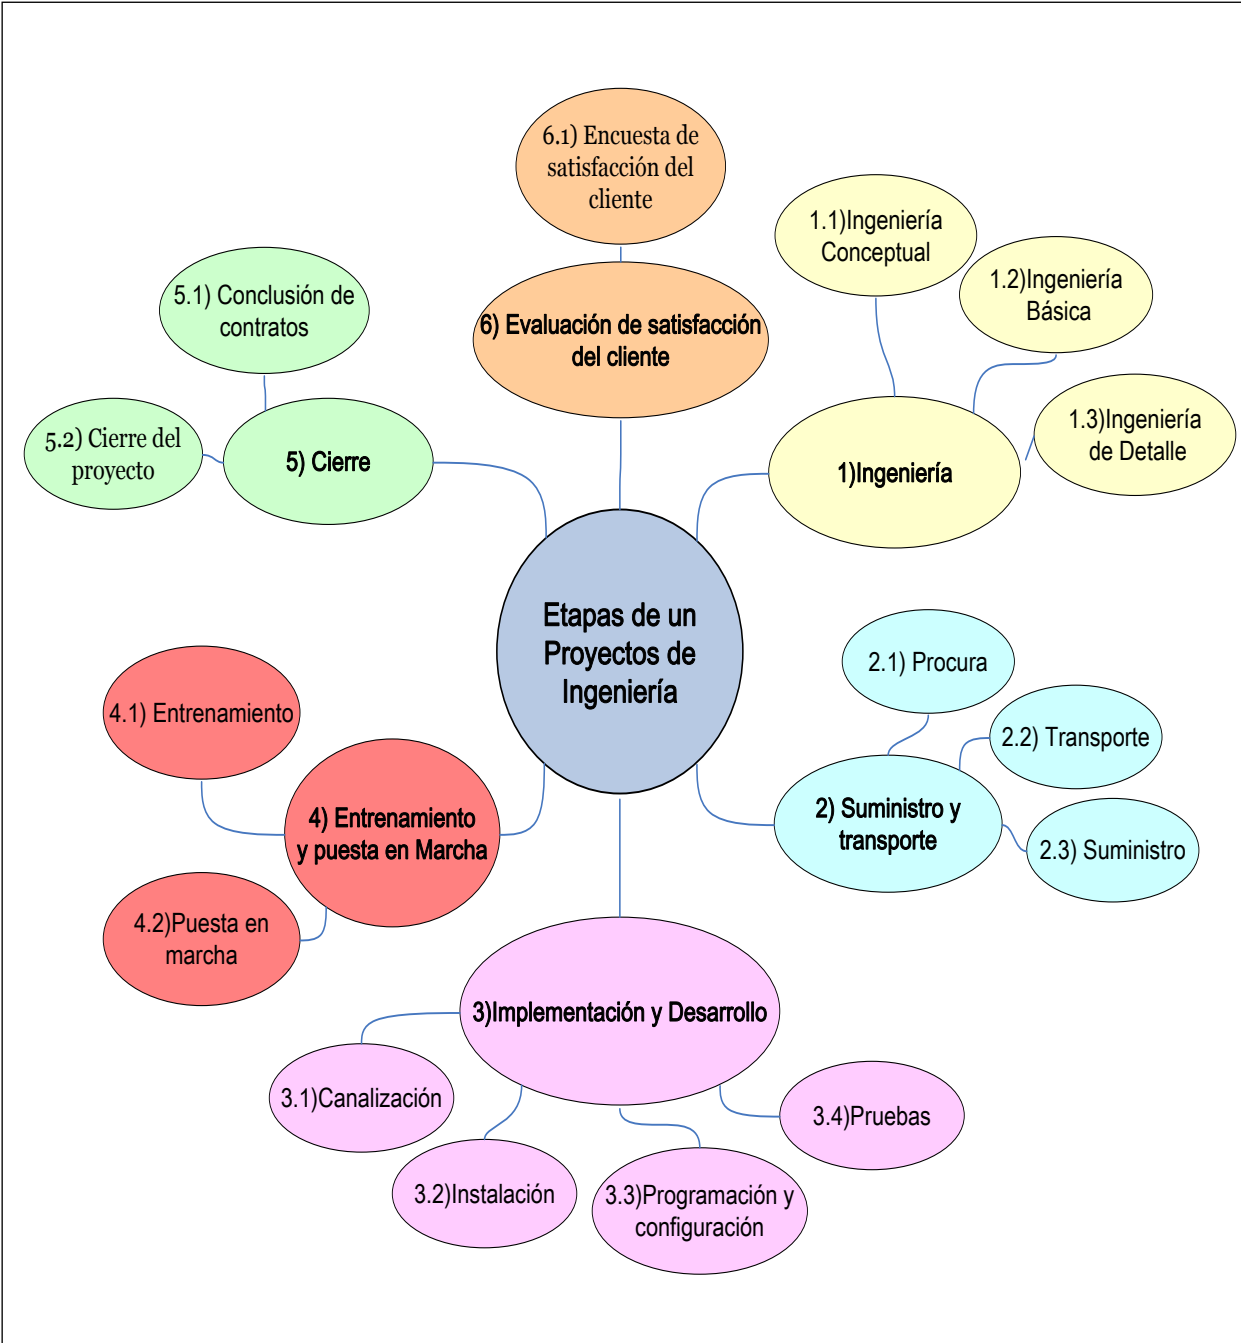 Etapas de un
Proyectos de
Ingeniería
1)Ingeniería
1.1)Ingeniería
Conceptual
1.2)Ingeniería
Básica
1.3)Ingeniería
de Detalle
2) Suministro y
transporte
2.1) Procura
2.2) Transporte
2.3) Suministro
3)Implementación y Desarrollo
3.1)Canalización
3.2)Instalación
3.3)Programación y
configuración
3.4)Pruebas
4) Entrenamiento
y puesta en Marcha
4.1) Entrenamiento
4.2)Puesta en
marcha
5) Cierre
5.1) Conclusión de
contratos
5.2) Cierre del
proyecto
6) Evaluación de satisfacción
del cliente
6.1) Encuesta de
satisfacción del
cliente